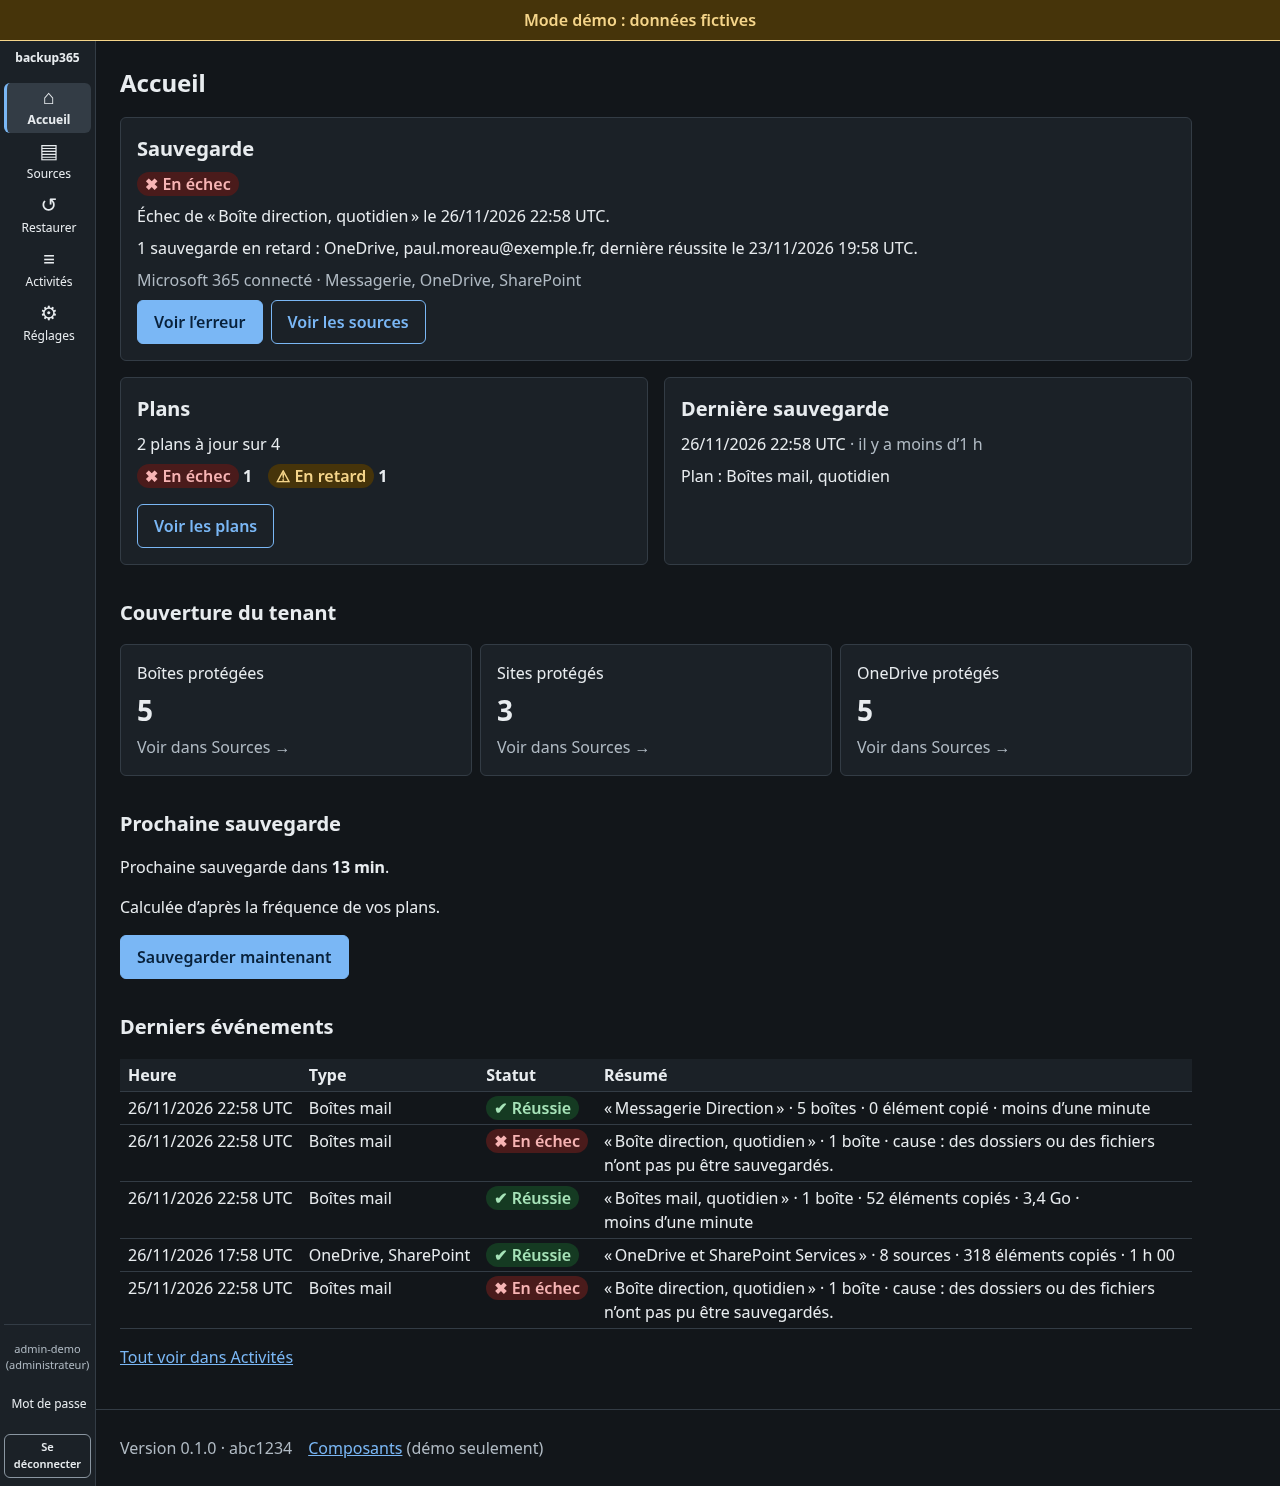 Mode démo : données fictives
backup365
Accueil
Sources
Restaurer
Activités
Réglages
admin-demo
(administrateur)
Mot de passe
Se
déconnecter
Accueil
Sauvegarde
✖ En échec
Échec de « Boîte direction, quotidien » le 26/11/2026 22:58 UTC.
1 sauvegarde en retard : OneDrive, paul.moreau@exemple.fr, dernière réussite le 23/11/2026 19:58 UTC.
Microsoft 365 connecté · Messagerie, OneDrive, SharePoint
Voir l’erreur
Voir les sources
Plans
2 plans à jour sur 4
✖ En échec 1 ⚠ En retard 1
Voir les plans
Dernière sauvegarde
26/11/2026 22:58 UTC · il y a moins d’1 h
Plan : Boîtes mail, quotidien
Couverture du tenant
Boîtes protégées
5
Voir dans Sources →
Sites protégés
3
Voir dans Sources →
OneDrive protégés
5
Voir dans Sources →
Prochaine sauvegarde
Prochaine sauvegarde dans 13 min.
Calculée d’après la fréquence de vos plans.
Sauvegarder maintenant
Derniers événements
Heure Type Statut Résumé
26/11/2026 22:58 UTC Boîtes mail ✔ Réussie « Messagerie Direction » · 5 boîtes · 0 élément copié · moins d’une minute
26/11/2026 22:58 UTC Boîtes mail ✖ En échec « Boîte direction, quotidien » · 1 boîte · cause : des dossiers ou des fichiers
n’ont pas pu être sauvegardés.
26/11/2026 22:58 UTC Boîtes mail ✔ Réussie « Boîtes mail, quotidien » · 1 boîte · 52 éléments copiés · 3,4 Go ·
moins d’une minute
26/11/2026 17:58 UTC OneDrive, SharePoint ✔ Réussie « OneDrive et SharePoint Services » · 8 sources · 318 éléments copiés · 1 h 00
25/11/2026 22:58 UTC Boîtes mail ✖ En échec « Boîte direction, quotidien » · 1 boîte · cause : des dossiers ou des fichiers
n’ont pas pu être sauvegardés.
Tout voir dans Activités
Version 0.1.0 · abc1234 Composants (démo seulement)